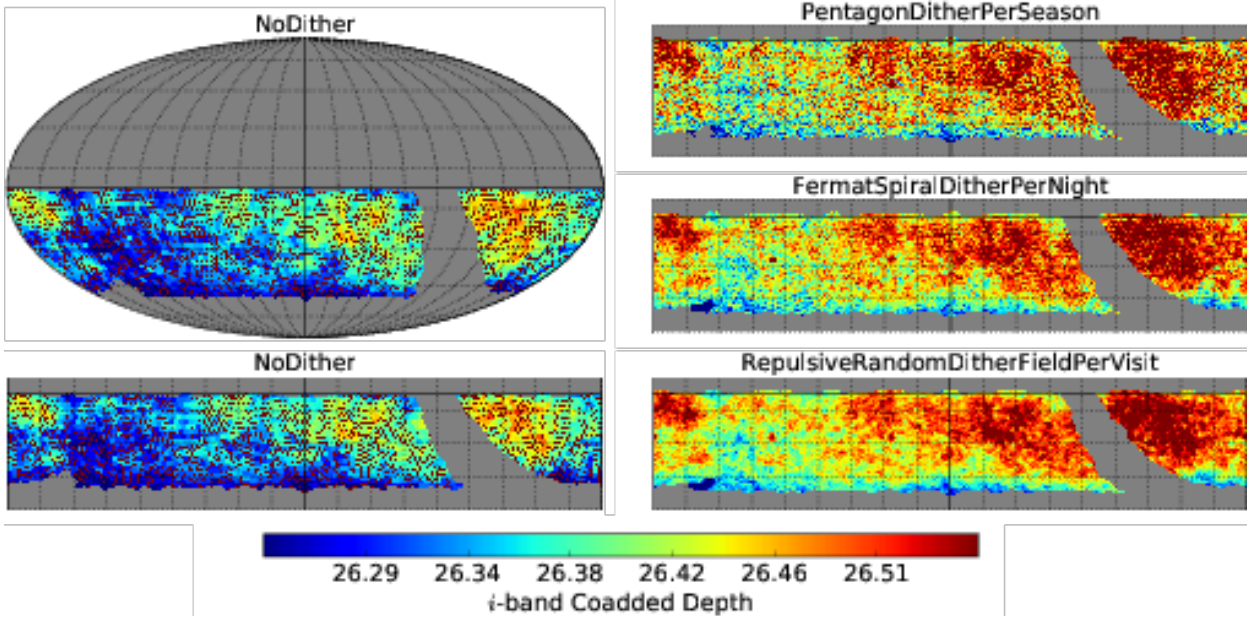 NoDither
PentagonDitherPerSeason
FermatSpiralDitherPerNight
NoDither
RepulsiveRandomDitherFieldPerVisit
26.29 26.34 26.38 26.42 26.46 26.51
i-band Coadded Depth